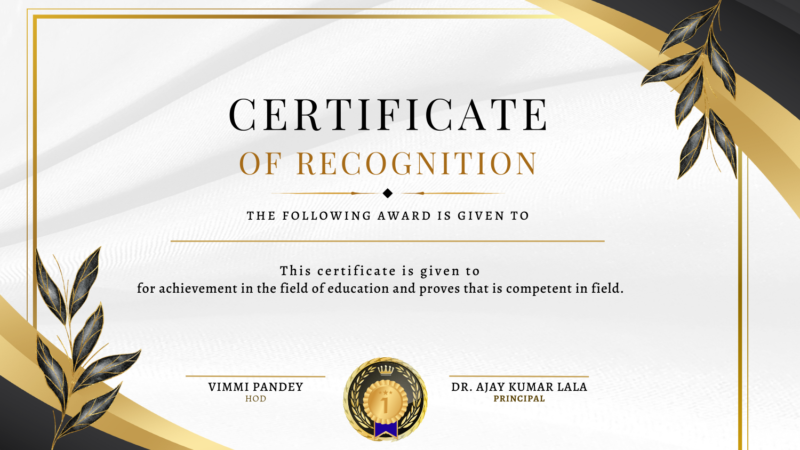 CERTIFICATE
OF RECOGNITION
THE FOLLOWING AWARD IS GIVEN TO
This certificate is given to
for achievement in the field of education and proves that is competent in field.
VIMMI PANDEY
HOD
1
DR. AJAY KUMAR LALA
PRINCIPAL